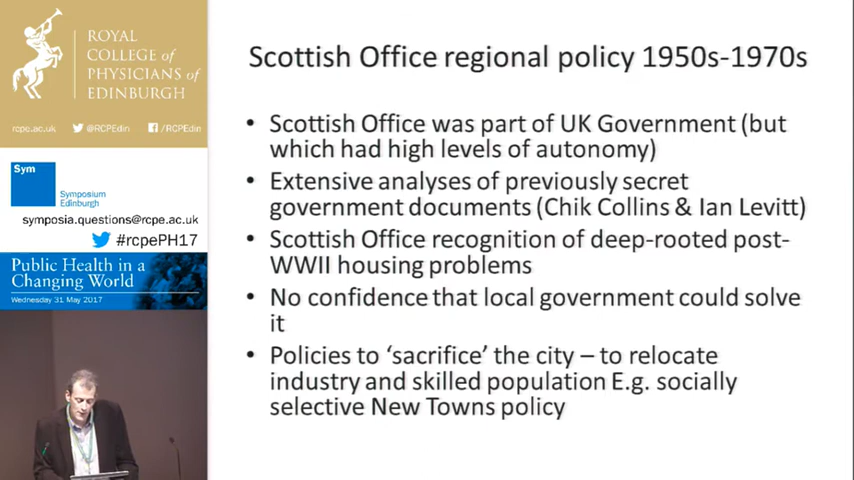 ROYAL
COLLEGE of
PHYSICIANS of
EDINBURGH
rcpe.ac.uk @RCPEdin /RCPEdin
Sym
Symposium
Edinburgh
symposia.questions@rcpe.ac.uk
#rcpePH17
Public Health in a
Changing World
Wednesday 31 May 2017
Scottish Office regional policy 1950s-1970s
• Scottish Office was part of UK Government (but
which had high levels of autonomy)
• Extensive analyses of previously secret
government documents (Chik Collins & Ian Levitt)
• Scottish Office recognition of deep-rooted post-
WWII housing problems
• No confidence that local government could solve
it
• Policies to ‘sacrifice’ the city – to relocate
industry and skilled population E.g. socially
selective New Towns policy